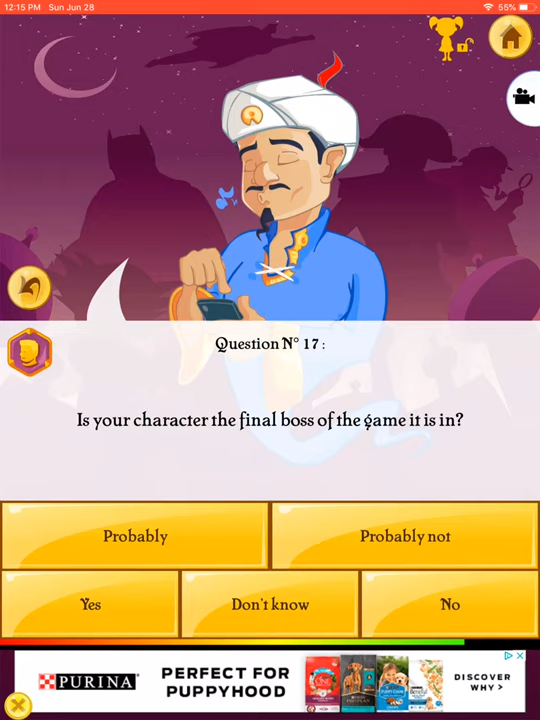 12:15 PM Sun Jun 28
55%
Question N° 17 :
Is your character the final boss of the game it is in?
Probably
Probably not
Yes
Don't know
No
PURINA
PERFECT FOR
PUPPYHOOD
DISCOVER
WHY >